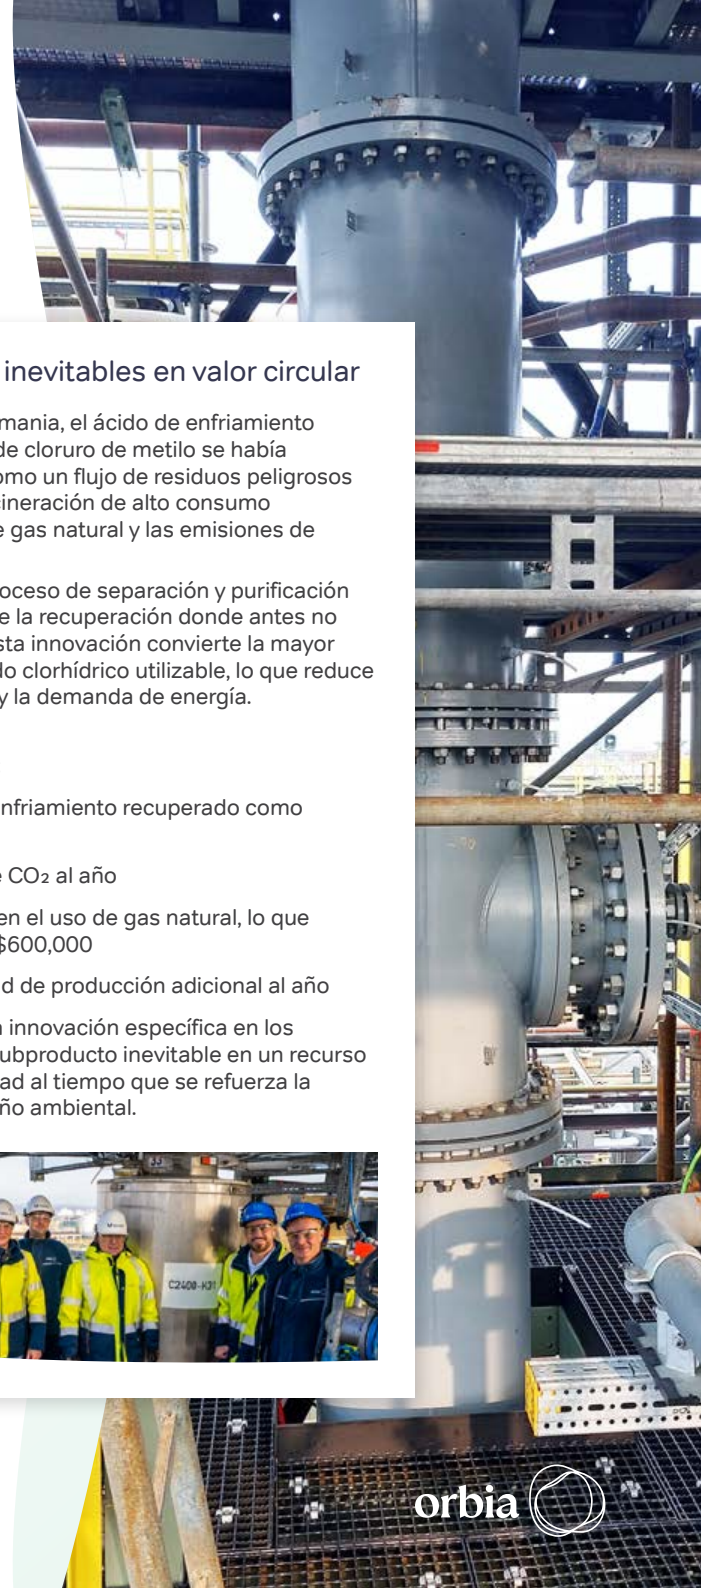 inevitables en valor circular
mania, el ácido de enfriamiento
de cloruro de metilo se había
omo un flujo de residuos peligrosos
cineración de alto consumo
e gas natural y las emisiones de
oceso de separación y purificación
e la recuperación donde antes no
sta innovación convierte la mayor
do clorhídrico utilizable, lo que reduce
y la demanda de energía.
nfriamiento recuperado como
e CO₂ al año
en el uso de gas natural, lo que
$600,000
d de producción adicional al año
a innovación específica en los
subproducto inevitable en un recurso
dad al tiempo que se refuerza la
ño ambiental.
C2400-K31
orbia